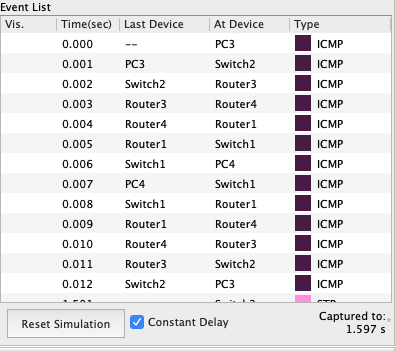 Event List
Vis. Time(sec) Last Device At Device Type
0.000 -- PC3 ICMP
0.001 PC3 Switch2 ICMP
0.002 Switch2 Router3 ICMP
0.003 Router3 Router4 ICMP
0.004 Router4 Router1 ICMP
0.005 Router1 Switch1 ICMP
0.006 Switch1 PC4 ICMP
0.007 PC4 Switch1 ICMP
0.008 Switch1 Router1 ICMP
0.009 Router1 Router4 ICMP
0.010 Router4 Router3 ICMP
0.011 Router3 Switch2 ICMP
0.012 Switch2 PC3 ICMP
Reset Simulation Constant Delay Captured to:
1.597 s